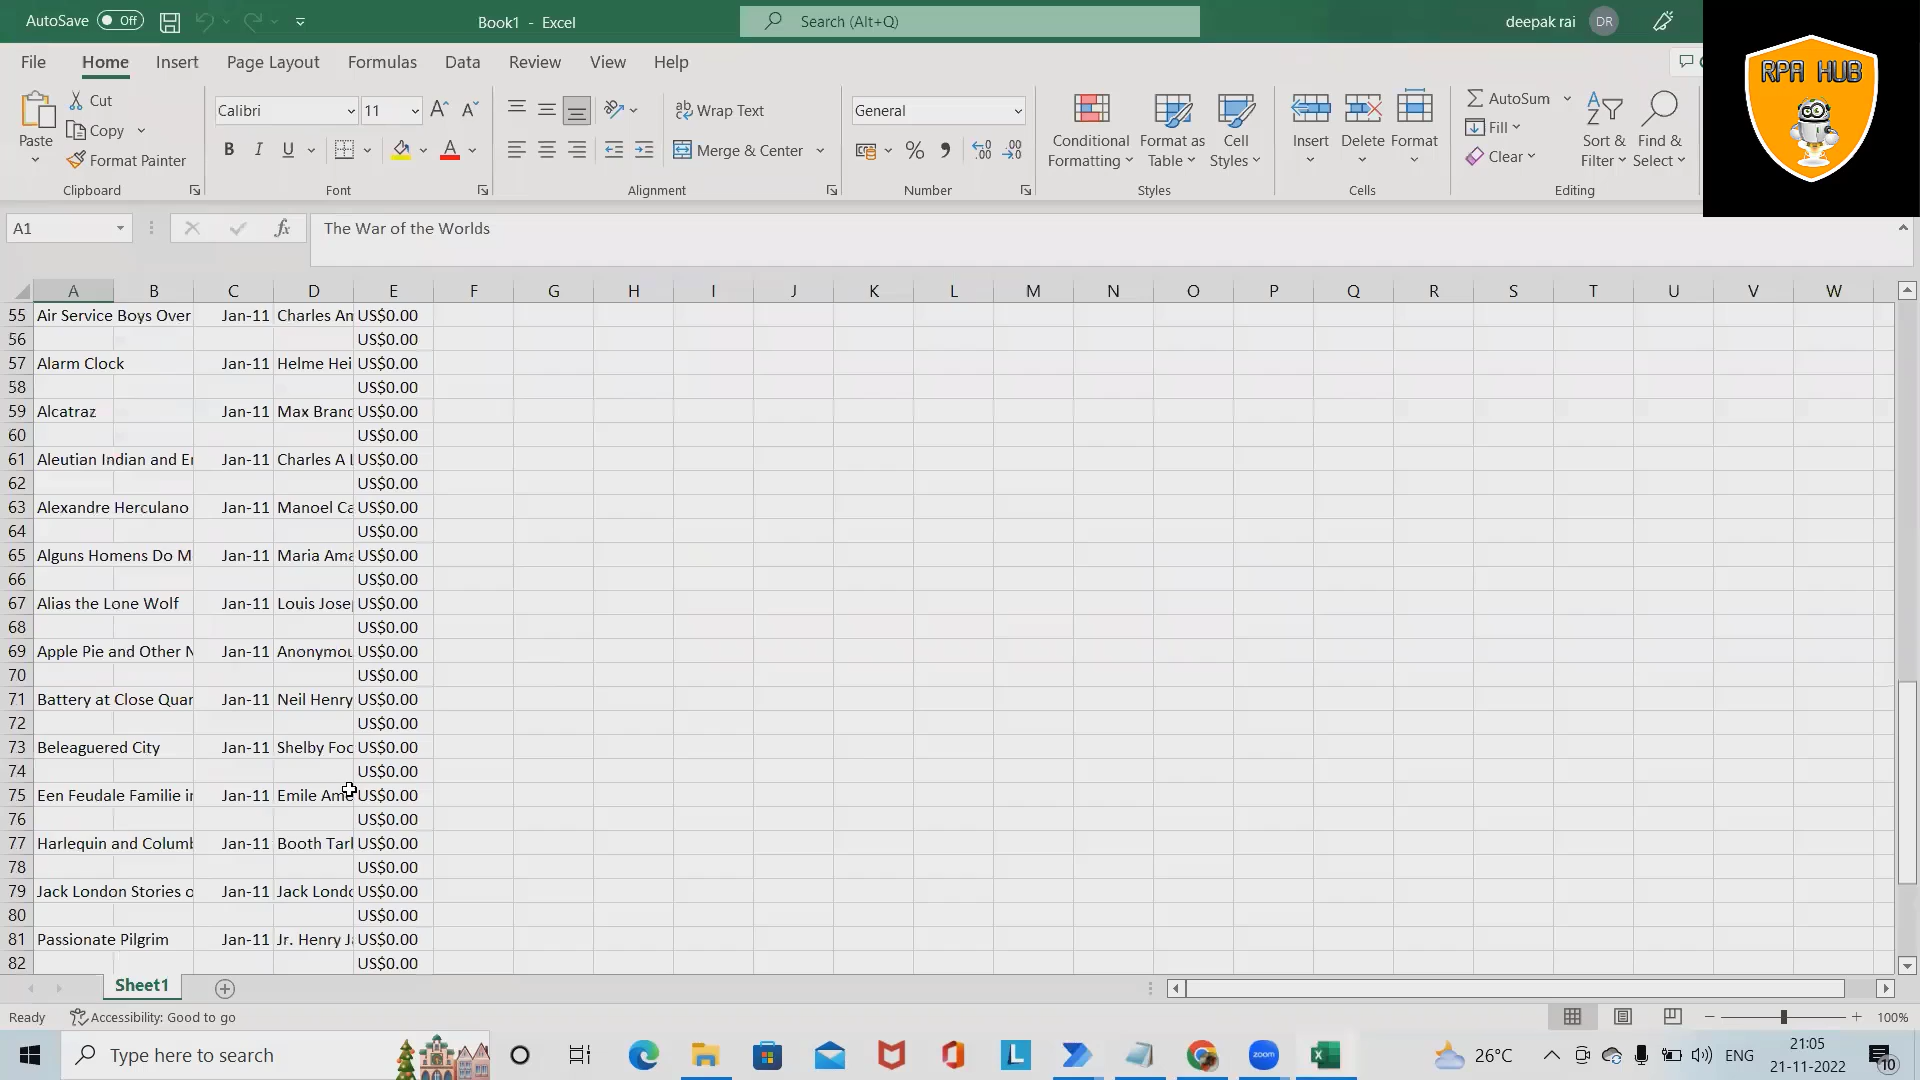 AutoSave Off Book1 - Excel Search (Alt+Q) deepak rai DR
RPA HUB
File Home Insert Page Layout Formulas Data Review View Help
Cut
Copy
Format Painter
Paste
Calibri 11
B I U
Wrap Text
Merge & Center
General
Conditional Formatting
Format as Table
Cell Styles
Insert Delete Format
AutoSum
Fill
Clear
Sort & Filter
Find & Select
Clipboard Font Alignment Number Styles Cells Editing
A1 fx The War of the Worlds
A B C D E F G H I J K L M N O P Q R S T U V W
55 Air Service Boys Over Jan-11 Charles Am US$0.00
56 US$0.00
57 Alarm Clock Jan-11 Helme Hei US$0.00
58 US$0.00
59 Alcatraz Jan-11 Max Brand US$0.00
60 US$0.00
61 Aleutian Indian and Jan-11 Charles A US$0.00
62 US$0.00
63 Alexandre Herculano Jan-11 Manoel Ca US$0.00
64 US$0.00
65 Alguns Homens Do M Jan-11 Maria Ama US$0.00
66 US$0.00
67 Alias the Lone Wolf Jan-11 Louis Jose US$0.00
68 US$0.00
69 Apple Pie and Other N Jan-11 Anonymou US$0.00
70 US$0.00
71 Battery at Close Quar Jan-11 Neil Henry US$0.00
72 US$0.00
73 Beleaguered City Jan-11 Shelby Foo US$0.00
74 US$0.00
75 Een Feudale Familie in Jan-11 Emile Ame US$0.00
76 US$0.00
77 Harlequin and Columb Jan-11 Booth Tar US$0.00
78 US$0.00
79 Jack London Stories o Jan-11 Jack Londo US$0.00
80 US$0.00
81 Passionate Pilgrim Jan-11 Jr. Henry J US$0.00
82 US$0.00
Sheet1
Ready Accessibility: Good to go 100%
Type here to search L zoom 26°C ENG 21:05
21-11-2022 10